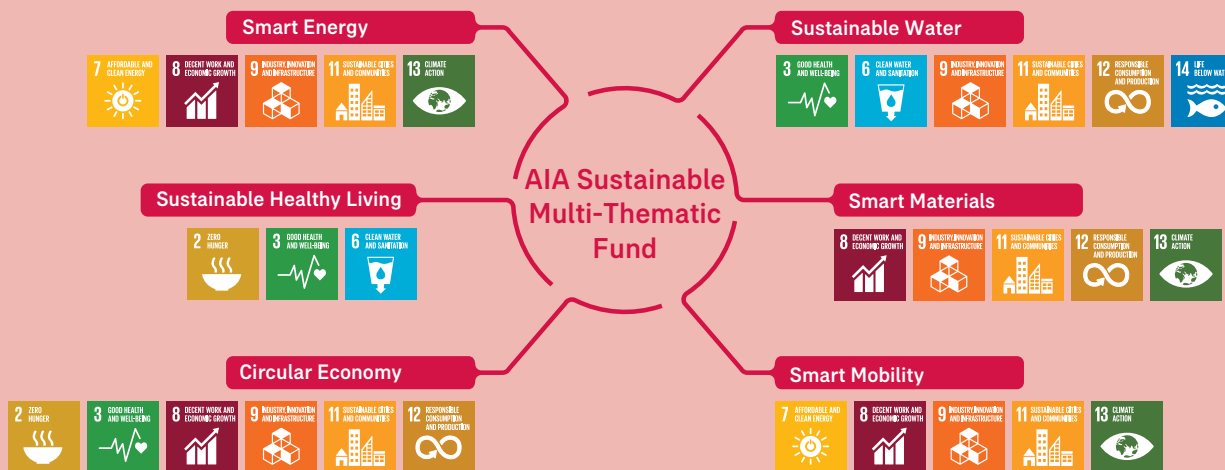 Smart Energy
7 AFFORDABLE AND
CLEAN ENERGY
8 DECENT WORK AND
ECONOMIC GROWTH
9 INDUSTRY, INNOVATION
AND INFRASTRUCTURE
11 SUSTAINABLE CITIES
AND COMMUNITIES
13 CLIMATE
ACTION
Sustainable Water
3 GOOD HEALTH
AND WELL-BEING
6 CLEAN WATER
AND SANITATION
9 INDUSTRY, INNOVATION
AND INFRASTRUCTURE
11 SUSTAINABLE CITIES
AND COMMUNITIES
12 RESPONSIBLE
CONSUMPTION
AND PRODUCTION
14 LIFE
BELOW WAT
AIA Sustainable
Multi-Thematic
Fund
Sustainable Healthy Living
2 ZERO
HUNGER
3 GOOD HEALTH
AND WELL-BEING
6 CLEAN WATER
AND SANITATION
Smart Materials
8 DECENT WORK AND
ECONOMIC GROWTH
9 INDUSTRY, INNOVATION
AND INFRASTRUCTURE
11 SUSTAINABLE CITIES
AND COMMUNITIES
12 RESPONSIBLE
CONSUMPTION
AND PRODUCTION
13 CLIMATE
ACTION
Circular Economy
2 ZERO
HUNGER
3 GOOD HEALTH
AND WELL-BEING
8 DECENT WORK AND
ECONOMIC GROWTH
9 INDUSTRY, INNOVATION
AND INFRASTRUCTURE
11 SUSTAINABLE CITIES
AND COMMUNITIES
12 RESPONSIBLE
CONSUMPTION
AND PRODUCTION
Smart Mobility
7 AFFORDABLE AND
CLEAN ENERGY
8 DECENT WORK AND
ECONOMIC GROWTH
9 INDUSTRY, INNOVATION
AND INFRASTRUCTURE
11 SUSTAINABLE CITIES
AND COMMUNITIES
13 CLIMATE
ACTION